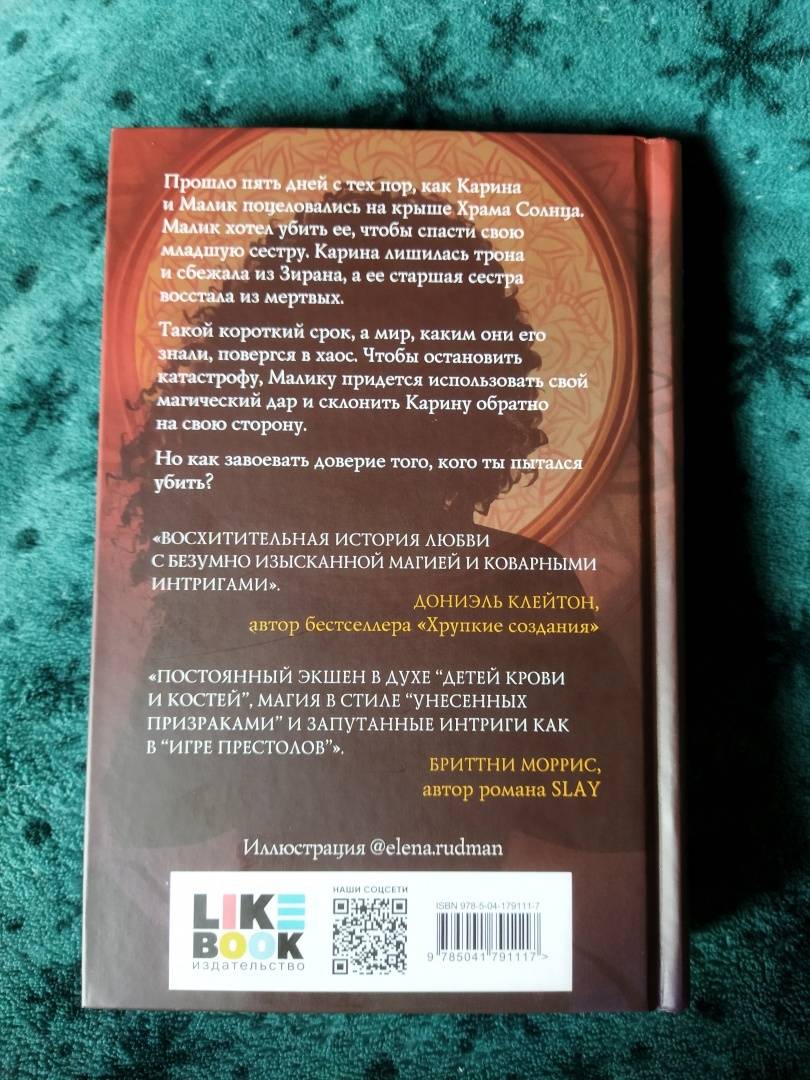 Прошло пять дней с тех пор, как Карина
и Малик поцеловались на крыше Храма Солнца.
Малик хотел убить ее, чтобы спасти свою
младшую сестру. Карина лишилась трона
и сбежала из Зирана, а ее старшая сестра
восстала из мертвых.
Такой короткий срок, а мир, каким они его
знали, повергся в хаос. Чтобы остановить
катастрофу, Малику придется использовать свой
магический дар и склонить Карину обратно
на свою сторону.
Но как завоевать доверие того, кого ты пытался
убить?
«ВОСХИТИТЕЛЬНАЯ ИСТОРИЯ ЛЮБВИ
С БЕЗУМНО ИЗЫСКАННОЙ МАГИЕЙ И КОВАРНЫМИ
ИНТРИГАМИ».
ДОНИЭЛЬ КЛЕЙТОН,
автор бестселлера «Хрупкие создания»
«ПОСТОЯННЫЙ ЭКШЕН В ДУХЕ “ДЕТЕЙ КРОВИ
И КОСТЕЙ”, МАГИЯ В СТИЛЕ “УНЕСЕННЫХ
ПРИЗРАКАМИ” И ЗАПУТАННЫЕ ИНТРИГИ КАК
В “ИГРЕ ПРЕСТОЛОВ”».
БРИТТНИ МОРРИС,
автор романа SLAY
Иллюстрация @elena.rudman
LIKE
BOOK
ИЗДАТЕЛЬСТВО
НАШИ СОЦСЕТИ
ISBN 978-5-04-179111-7
9 785041 791117 >